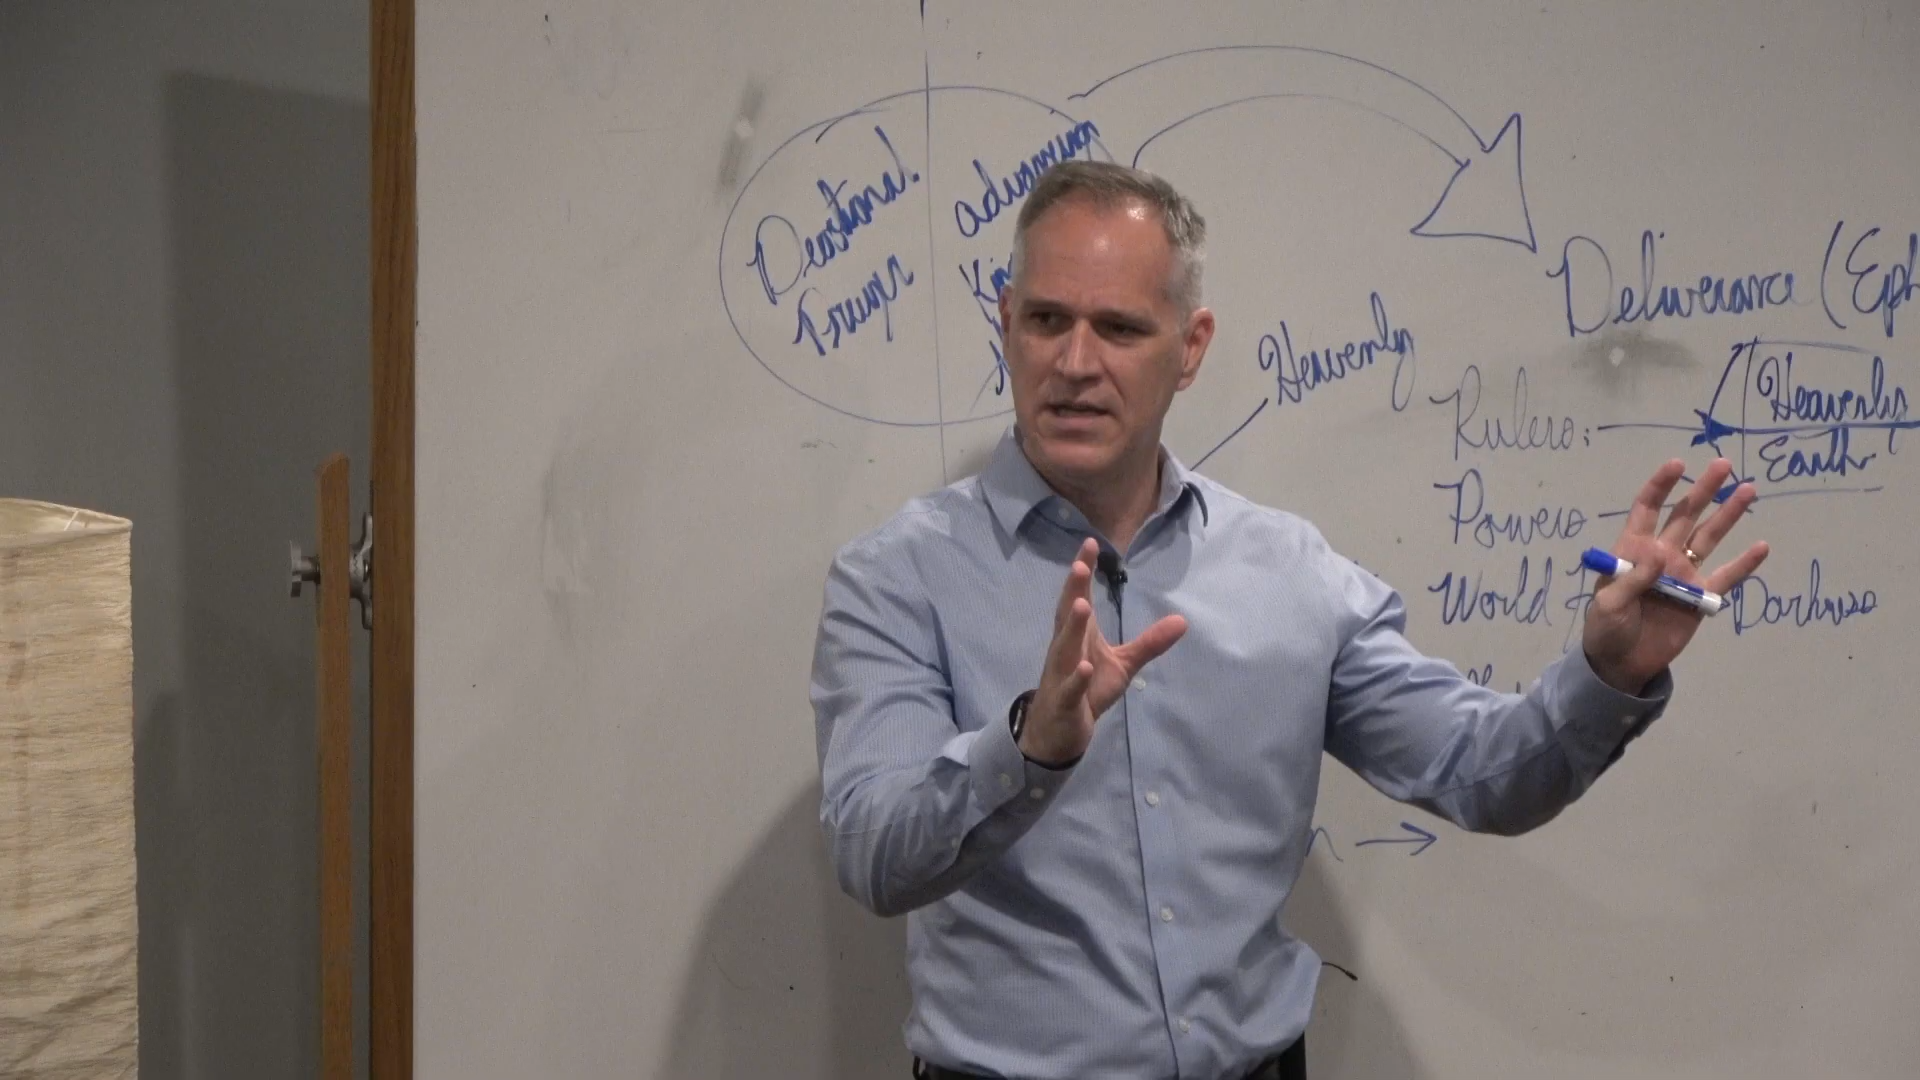 Devotional
Prayer
advancing
Heavenly
Deliverance (Eph
Rulers:
Heavenly
Earth
Powers
World
Darkness